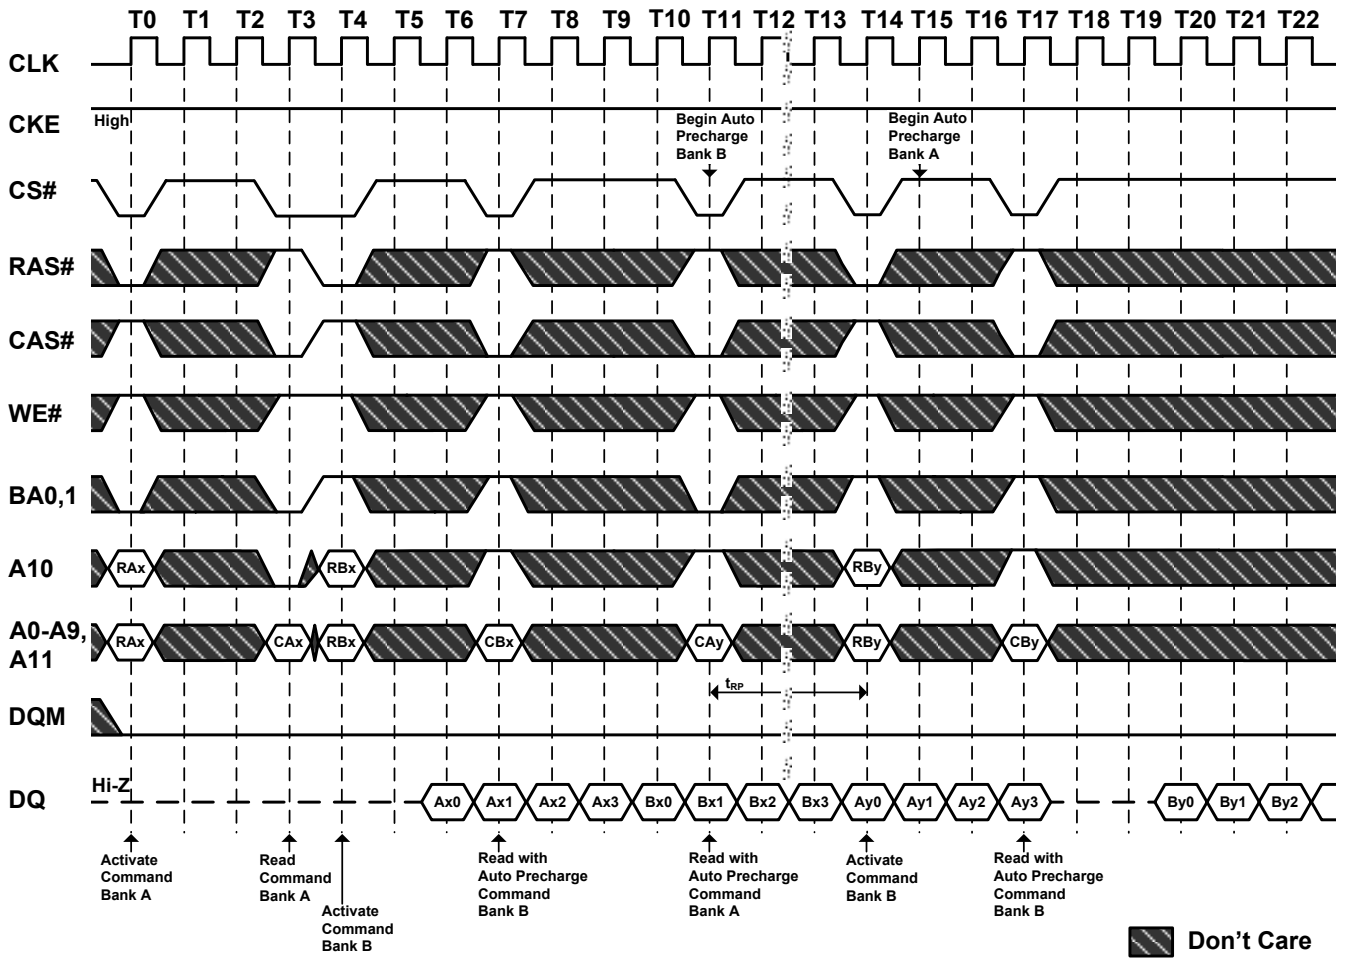 T0 T1 T2 T3 T4 T5 T6 T7 T8 T9 T10 T11 T12 T13 T14 T15 T16 T17 T18 T19 T20 T21 T22
CLK
CKE
High
Begin Auto
Precharge
Bank B
Begin Auto
Precharge
Bank A
CS#
RAS#
CAS#
WE#
BA0,1
A10
RAx RBx RBy
A0-A9,
A11
RAx CAx RBx CBx CAy RBy CBy
tRP
DQM
DQ
Hi-Z
Ax0 Ax1 Ax2 Ax3 Bx0 Bx1 Bx2 Bx3 Ay0 Ay1 Ay2 Ay3 By0 By1 By2
Activate
Command
Bank A
Read
Command
Bank A
Activate
Command
Bank B
Read with
Auto Precharge
Command
Bank B
Read with
Auto Precharge
Command
Bank A
Activate
Command
Bank B
Read with
Auto Precharge
Command
Bank B
Don't Care